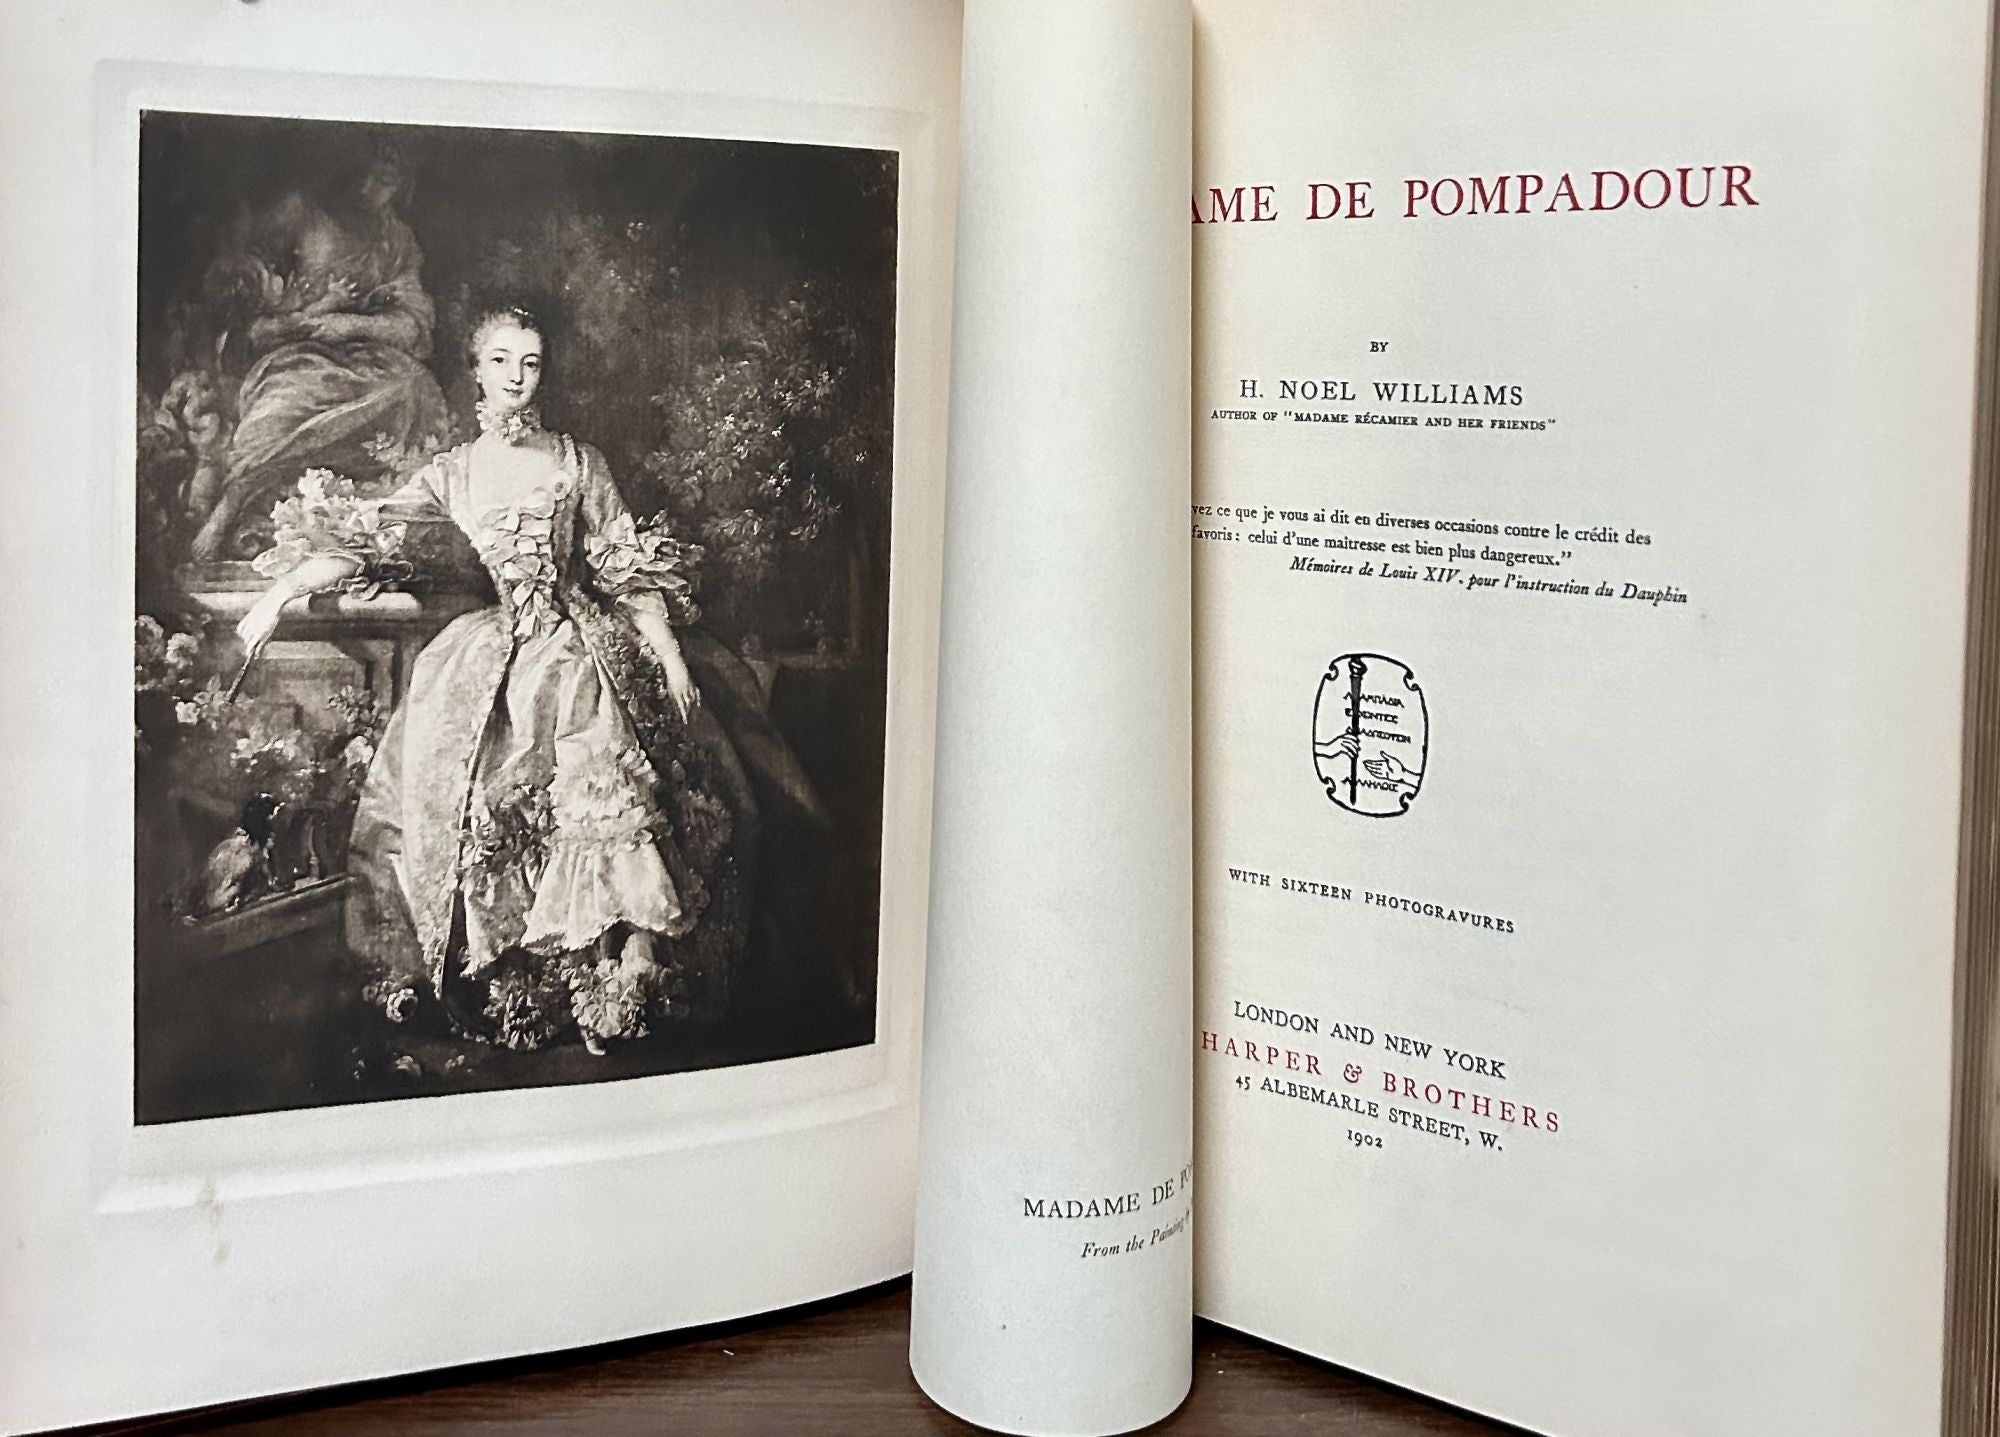 AME DE POMPADOUR
BY
H. NOEL WILLIAMS
AUTHOR OF "MADAME RÉCAMIER AND HER FRIENDS"
vez ce que je vous ai dit en diverses occasions contre le crédit des
favoris: celui d'une maitresse est bien plus dangereux."
Mémoires de Louis XIV. pour l'instruction du Dauphin
ΛΑΜΠΑΔΙΑ
WITH SIXTEEN PHOTOGRAVURES
LONDON AND NEW YORK
HARPER & BROTHERS
45 ALBEMARLE STREET, W.
1902
MADAME DE PO
From the Painting